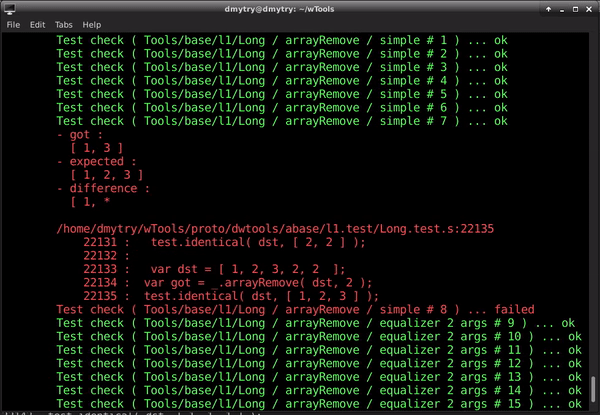 dmytry@dmytry: ~/wTools
File Edit Tabs Help
Test check ( Tools/base/l1/Long / arrayRemove / simple # 1 ) ... ok
Test check ( Tools/base/l1/Long / arrayRemove / simple # 2 ) ... ok
Test check ( Tools/base/l1/Long / arrayRemove / simple # 3 ) ... ok
Test check ( Tools/base/l1/Long / arrayRemove / simple # 4 ) ... ok
Test check ( Tools/base/l1/Long / arrayRemove / simple # 5 ) ... ok
Test check ( Tools/base/l1/Long / arrayRemove / simple # 6 ) ... ok
Test check ( Tools/base/l1/Long / arrayRemove / simple # 7 ) ... ok
- got :
[ 1, 3 ]
- expected :
[ 1, 2, 3 ]
- difference :
[ 1, *
/home/dmytry/wTools/proto/dwtools/abase/l1.test/Long.test.s:22135
22131 : test.identical( dst, [ 2, 2 ] );
22132 :
22133 : var dst = [ 1, 2, 3, 2, 2 ];
22134 : var got = _.arrayRemove( dst, 2 );
22135 : test.identical( dst, [ 1, 2, 3 ] );
Test check ( Tools/base/l1/Long / arrayRemove / simple # 8 ) ... failed
Test check ( Tools/base/l1/Long / arrayRemove / equalizer 2 args # 9 ) ... ok
Test check ( Tools/base/l1/Long / arrayRemove / equalizer 2 args # 10 ) ... ok
Test check ( Tools/base/l1/Long / arrayRemove / equalizer 2 args # 11 ) ... ok
Test check ( Tools/base/l1/Long / arrayRemove / equalizer 2 args # 12 ) ... ok
Test check ( Tools/base/l1/Long / arrayRemove / equalizer 2 args # 13 ) ... ok
Test check ( Tools/base/l1/Long / arrayRemove / equalizer 2 args # 14 ) ... ok
Test check ( Tools/base/l1/Long / arrayRemove / equalizer 2 args # 15 ) ... ok